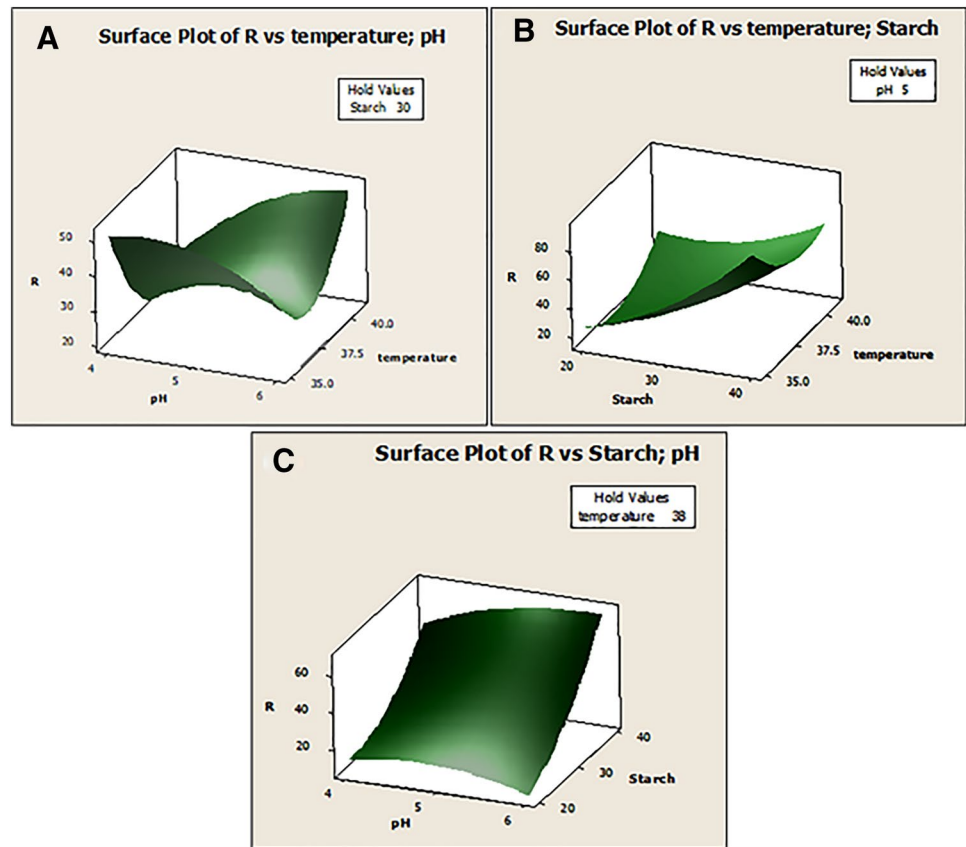 A
Surface Plot of R vs temperature; pH
Hold Values
Starch 30
50
40
30
20
R
4
5
6
pH
35.0
37.5
40.0
temperature
B
Surface Plot of R vs temperature; Starch
Hold Values
pH 5
80
60
40
20
R
20
30
40
Starch
35.0
37.5
40.0
temperature
C
Surface Plot of R vs Starch; pH
Hold Values
temperature 38
60
40
20
R
4
5
6
pH
20
30
40
Starch